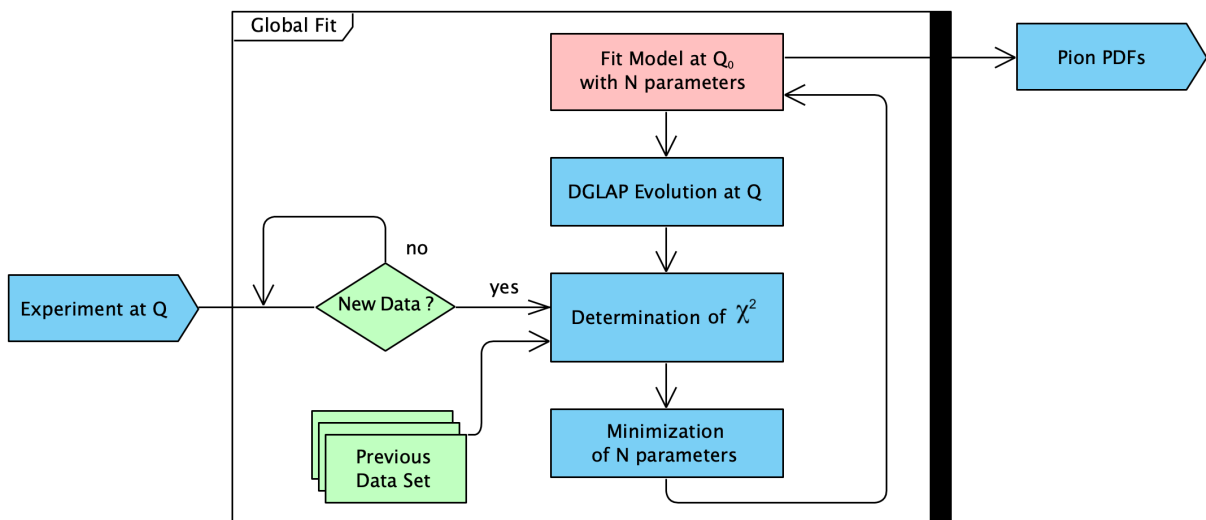 Global Fit
Fit Model at Q₀
with N parameters
Pion PDFs
DGLAP Evolution at Q
no
Experiment at Q
New Data ?
yes
Determination of χ²
Previous
Data Set
Minimization
of N parameters